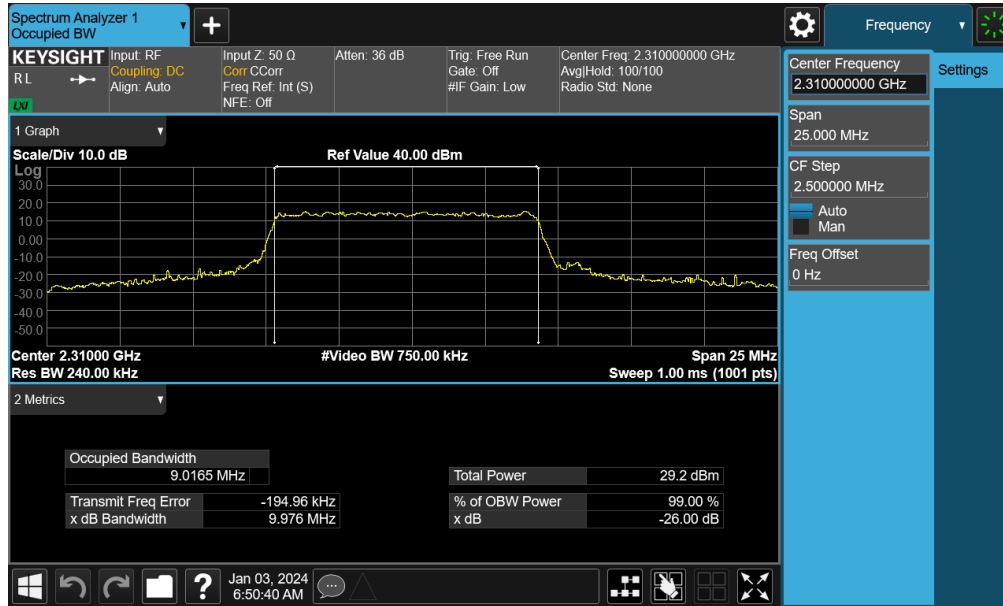 Spectrum Analyzer 1
Occupied BW
▼
+
Frequency
▼
KEYSIGHT
R L
LXI
Input: RF
Coupling: DC
Align: Auto
Input Z: 50 Ω
Corr CCorr
Freq Ref: Int (S)
NFE: Off
Atten: 36 dB
Trig: Free Run
Gate: Off
#IF Gain: Low
Center Freq: 2.310000000 GHz
Avg|Hold: 100/100
Radio Std: None
1 Graph
▼
Scale/Div 10.0 dB
Ref Value 40.00 dBm
Log
30.0
20.0
10.0
0.00
-10.0
-20.0
-30.0
-40.0
-50.0
Center 2.31000 GHz
#Video BW 750.00 kHz
Span 25 MHz
Res BW 240.00 kHz
Sweep 1.00 ms (1001 pts)
2 Metrics
▼
Occupied Bandwidth
9.0165 MHz
Total Power 29.2 dBm
Transmit Freq Error -194.96 kHz
% of OBW Power 99.00 %
x dB Bandwidth 9.976 MHz
x dB -26.00 dB
Center Frequency
2.310000000 GHz
Settings
Span
25.000 MHz
CF Step
2.500000 MHz
Auto
Man
Freq Offset
0 Hz
?
Jan 03, 2024
6:50:40 AM